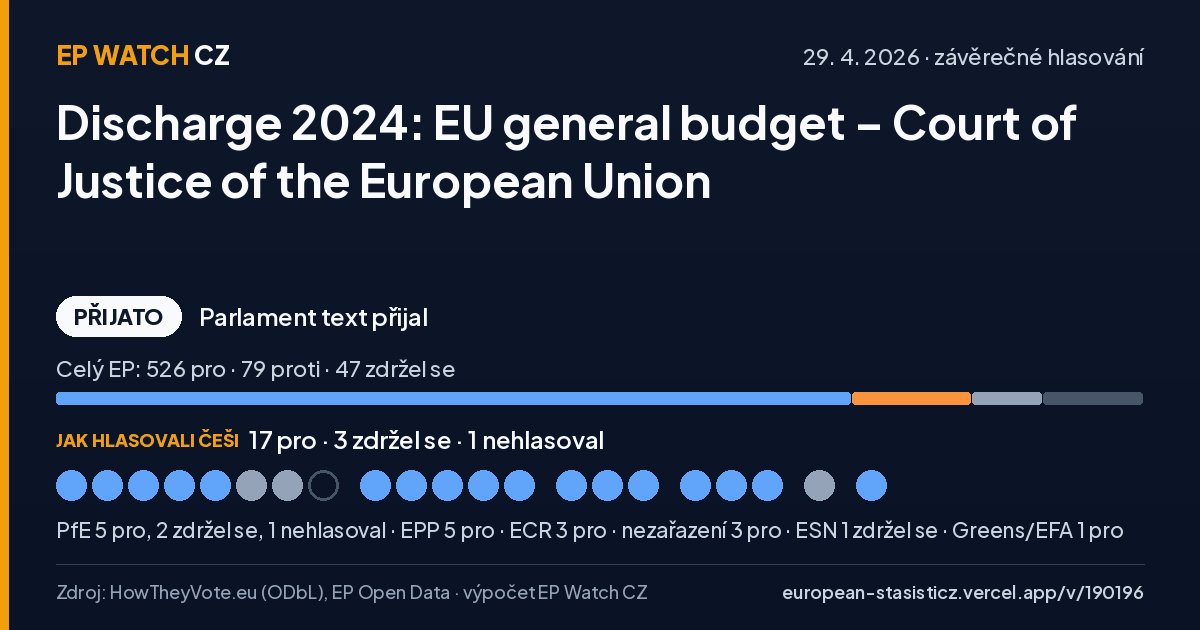 EP WATCH CZ
29. 4. 2026 · závěrečné hlasování
Discharge 2024: EU general budget – Court of
Justice of the European Union
PŘIJATO Parlament text přijal
Celý EP: 526 pro · 79 proti · 47 zdržel se
JAK HLASOVALI ČEŠI 17 pro · 3 zdržel se · 1 nehlasoval
PfE 5 pro, 2 zdržel se, 1 nehlasoval · EPP 5 pro · ECR 3 pro · nezařazení 3 pro · ESN 1 zdržel se · Greens/EFA 1 pro
Zdroj: HowTheyVote.eu (ODbL), EP Open Data · výpočet EP Watch CZ
european-stasisticz.vercel.app/v/190196